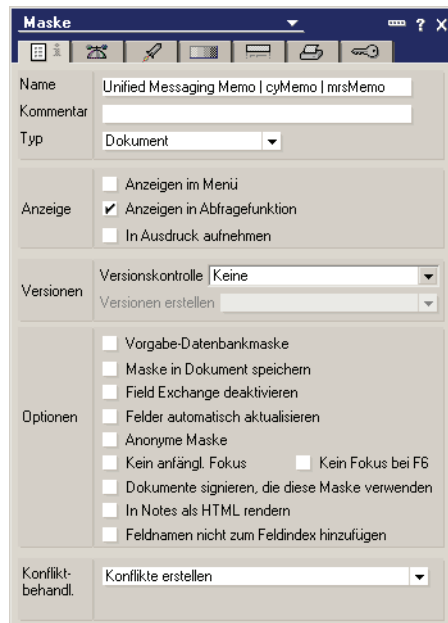 Maske
Name Unified Messaging Memo | cyMemo | mrsMemo
Kommentar
Typ Dokument
Anzeige
Anzeigen im Menü
Anzeigen in Abfragefunktion
In Ausdruck aufnehmen
Versionen
Versionskontrolle Keine
Versionen erstellen
Optionen
Vorgabe-Datenbankmaske
Maske in Dokument speichern
Field Exchange deaktivieren
Felder automatisch aktualisieren
Anonyme Maske
Kein anfängl. Fokus Kein Fokus bei F6
Dokumente signieren, die diese Maske verwenden
In Notes als HTML rendern
Feldnamen nicht zum Feldindex hinzufügen
Konflikt-
behandl.
Konflikte erstellen